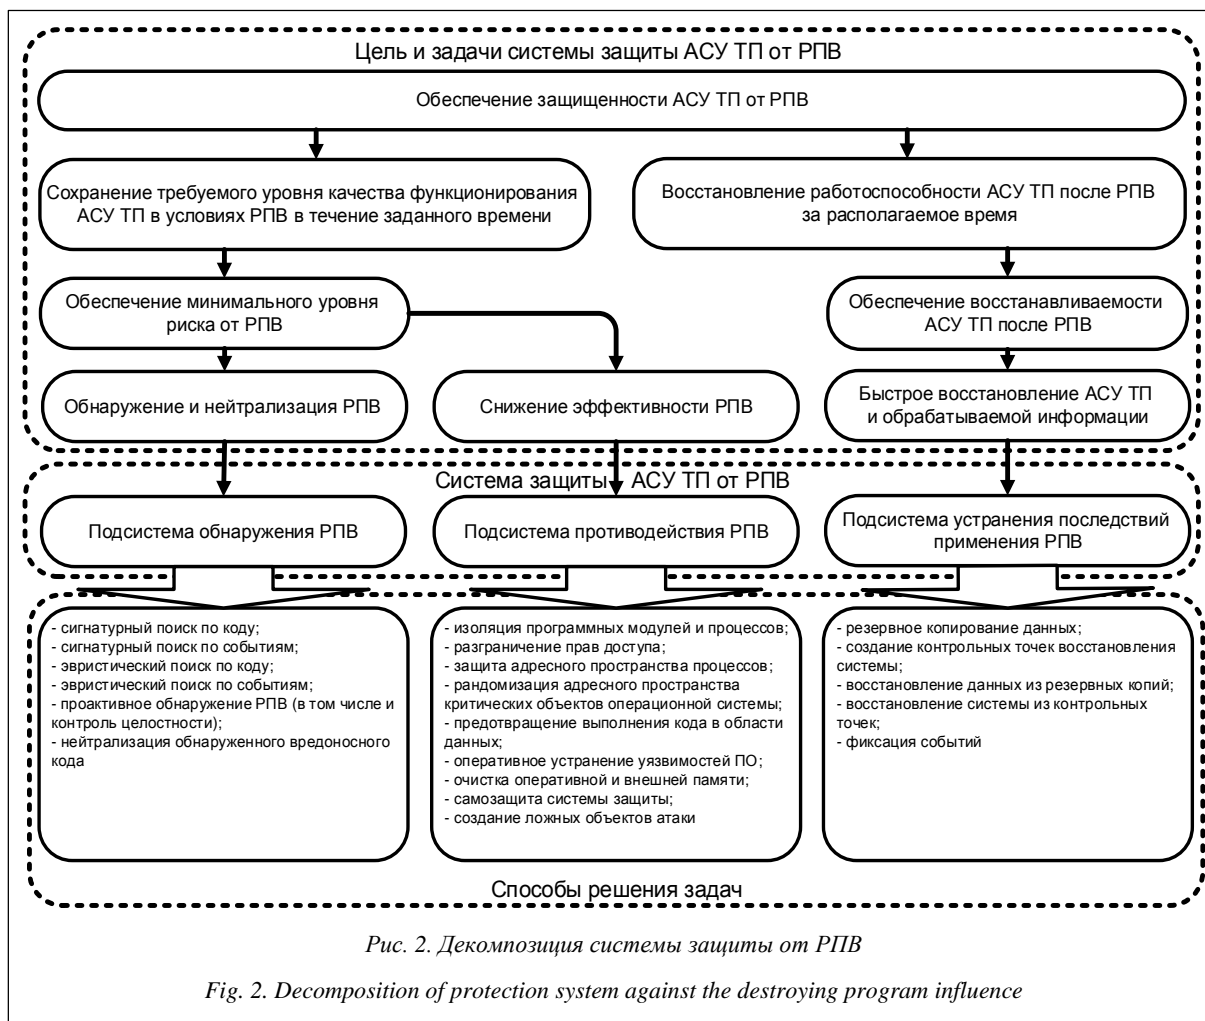 Цель и задачи системы защиты АСУ ТП от РПВ
Обеспечение защищенности АСУ ТП от РПВ
Сохранение требуемого уровня качества функционирования
АСУ ТП в условиях РПВ в течение заданного времени
Восстановление работоспособности АСУ ТП после РПВ
за располагаемое время
Обеспечение минимального уровня
риска от РПВ
Обеспечение восстанавливаемости
АСУ ТП после РПВ
Обнаружение и нейтрализация РПВ
Снижение эффективности РПВ
Быстрое восстановление АСУ ТП
и обрабатываемой информации
Система защиты АСУ ТП от РПВ
Подсистема обнаружения РПВ
Подсистема противодействия РПВ
Подсистема устранения последствий
применения РПВ
- сигнатурный поиск по коду;
- сигнатурный поиск по событиям;
- эвристический поиск по коду;
- эвристический поиск по событиям;
- проактивное обнаружение РПВ (в том числе и
контроль целостности);
- нейтрализация обнаруженного вредоносного
кода
- изоляция программных модулей и процессов;
- разграничение прав доступа;
- защита адресного пространства процессов;
- рандомизация адресного пространства
критических объектов операционной системы;
- предотвращение выполнения кода в области
данных;
- оперативное устранение уязвимостей ПО;
- очистка оперативной и внешней памяти;
- самозащита системы защиты;
- создание ложных объектов атаки
- резервное копирование данных;
- создание контрольных точек восстановления
системы;
- восстановление данных из резервных копий;
- восстановление системы из контрольных
точек;
- фиксация событий
Способы решения задач
Рис. 2. Декомпозиция системы защиты от РПВ
Fig. 2. Decomposition of protection system against the destroying program influence